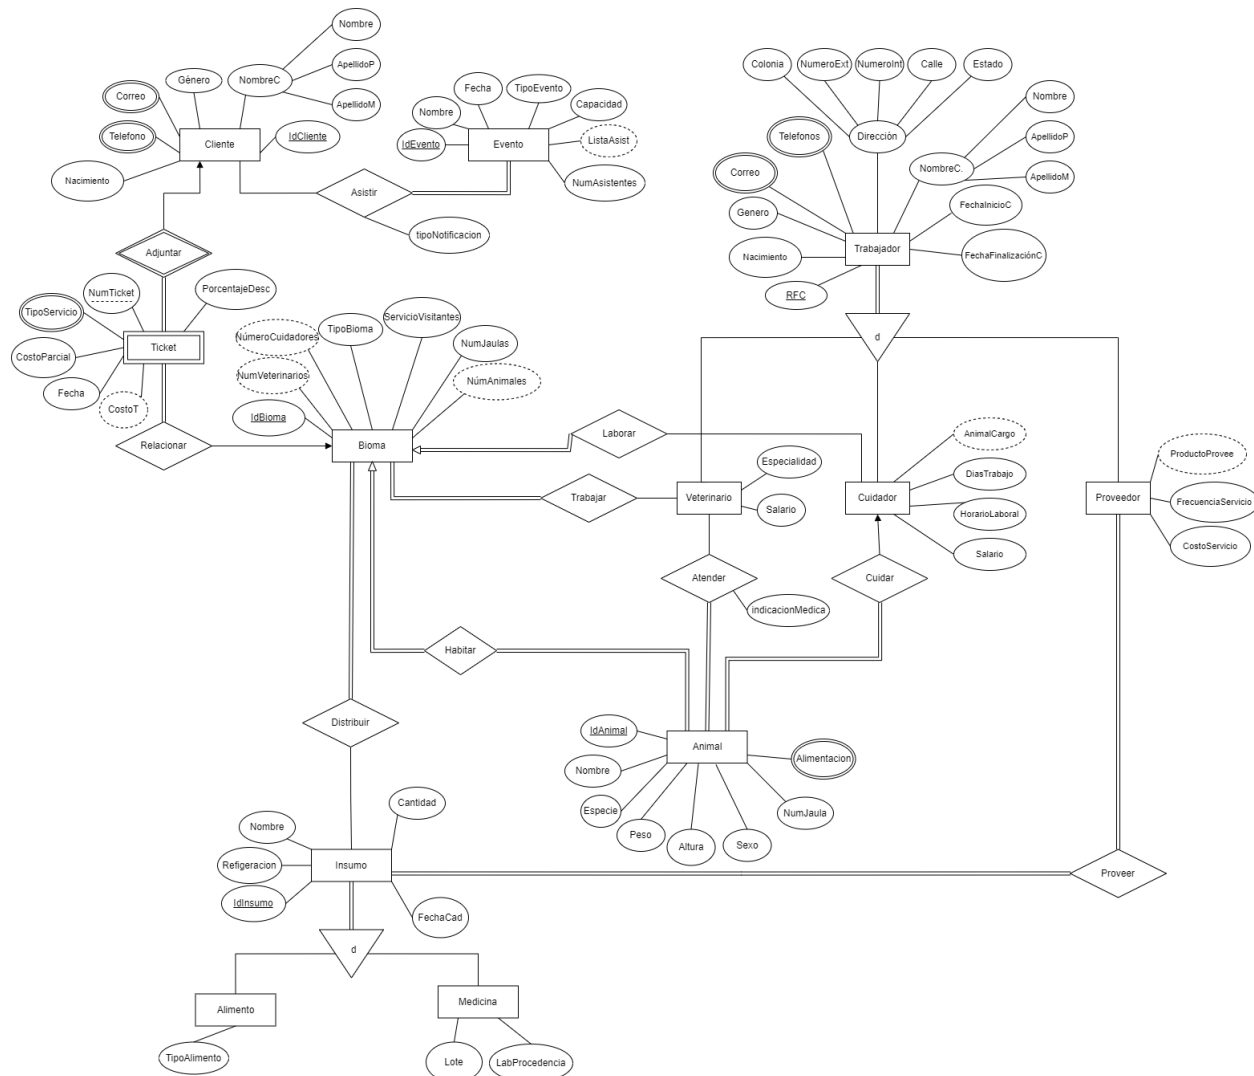 Nombre
Género
NombreC
ApellidoP
Correo
ApellidoM
Telefono
Cliente
IdCliente
Nacimiento
Fecha
TipoEvento
Nombre
Capacidad
IdEvento
Evento
ListaAsist
NumAsistentes
Asistir
tipoNotificacion
Adjuntar
Colonia
NumeroExt
NumeroInt
Calle
Estado
Nombre
Telefonos
Dirección
ApellidoP
Correo
NombreC.
ApellidoM
Genero
FechaInicioC
Trabajador
Nacimiento
FechaFinalizaciónC
RFC
d
NumTicket
PorcentajeDesc
TipoServicio
Ticket
CostoParcial
Fecha
CostoT
Relacionar
ServicioVisitantes
TipoBioma
NúmeroCuidadores
NumJaulas
NumVeterinarios
NúmAnimales
IdBioma
Bioma
Laborar
Trabajar
Especialidad
Veterinario
Salario
AnimalCargo
DiasTrabajo
Cuidador
HorarioLaboral
Salario
ProductoProvee
Proveedor
FrecuenciaServicio
CostoServicio
Atender
Cuidar
indicacionMedica
Habitar
Distribuir
IdAnimal
Animal
Alimentacion
Nombre
Especie
NumJaula
Peso
Altura
Sexo
Cantidad
Nombre
Refigeracion
Insumo
Proveer
IdInsumo
FechaCad
d
Alimento
Medicina
TipoAlimento
Lote
LabProcedencia